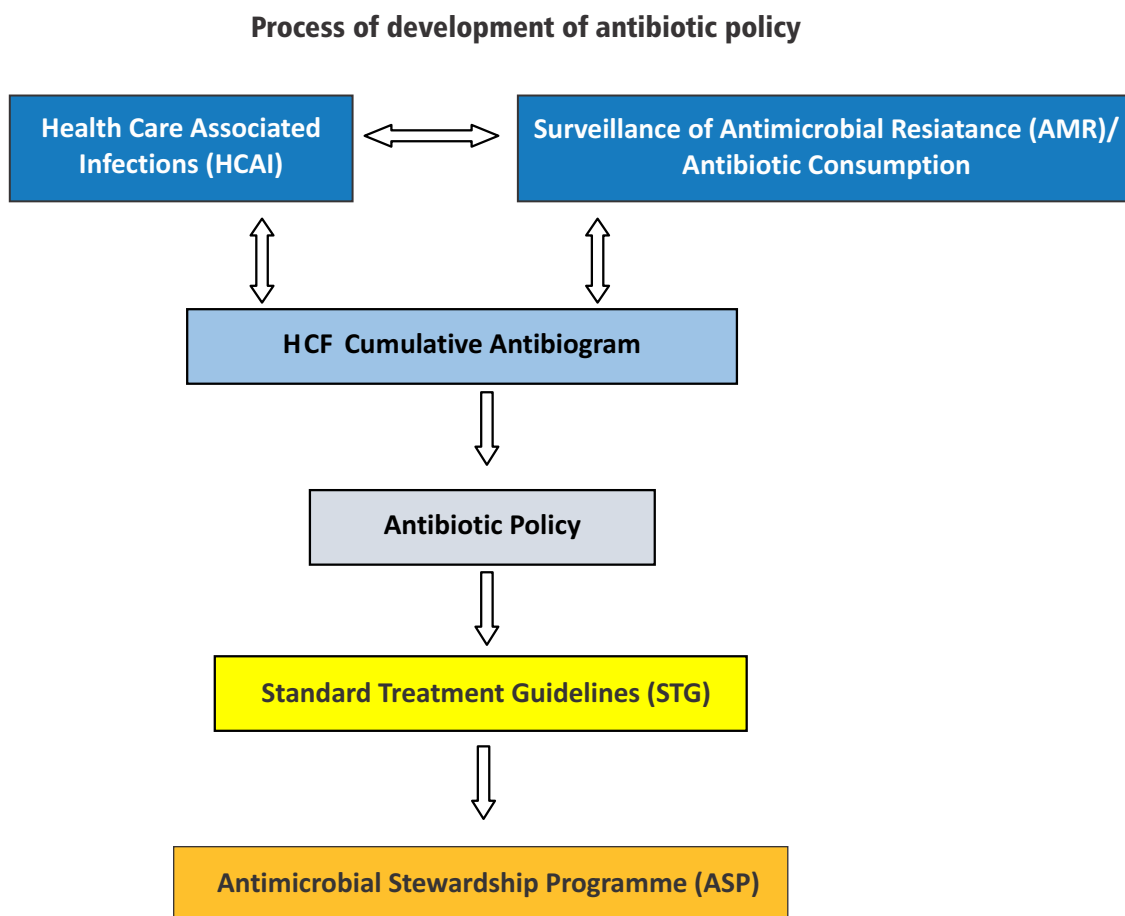 Process of development of antibiotic policy
Health Care Associated
Infections (HCAI)
Surveillance of Antimicrobial Resiatance (AMR)/
Antibiotic Consumption
HCF Cumulative Antibiogram
Antibiotic Policy
Standard Treatment Guidelines (STG)
Antimicrobial Stewardship Programme (ASP)